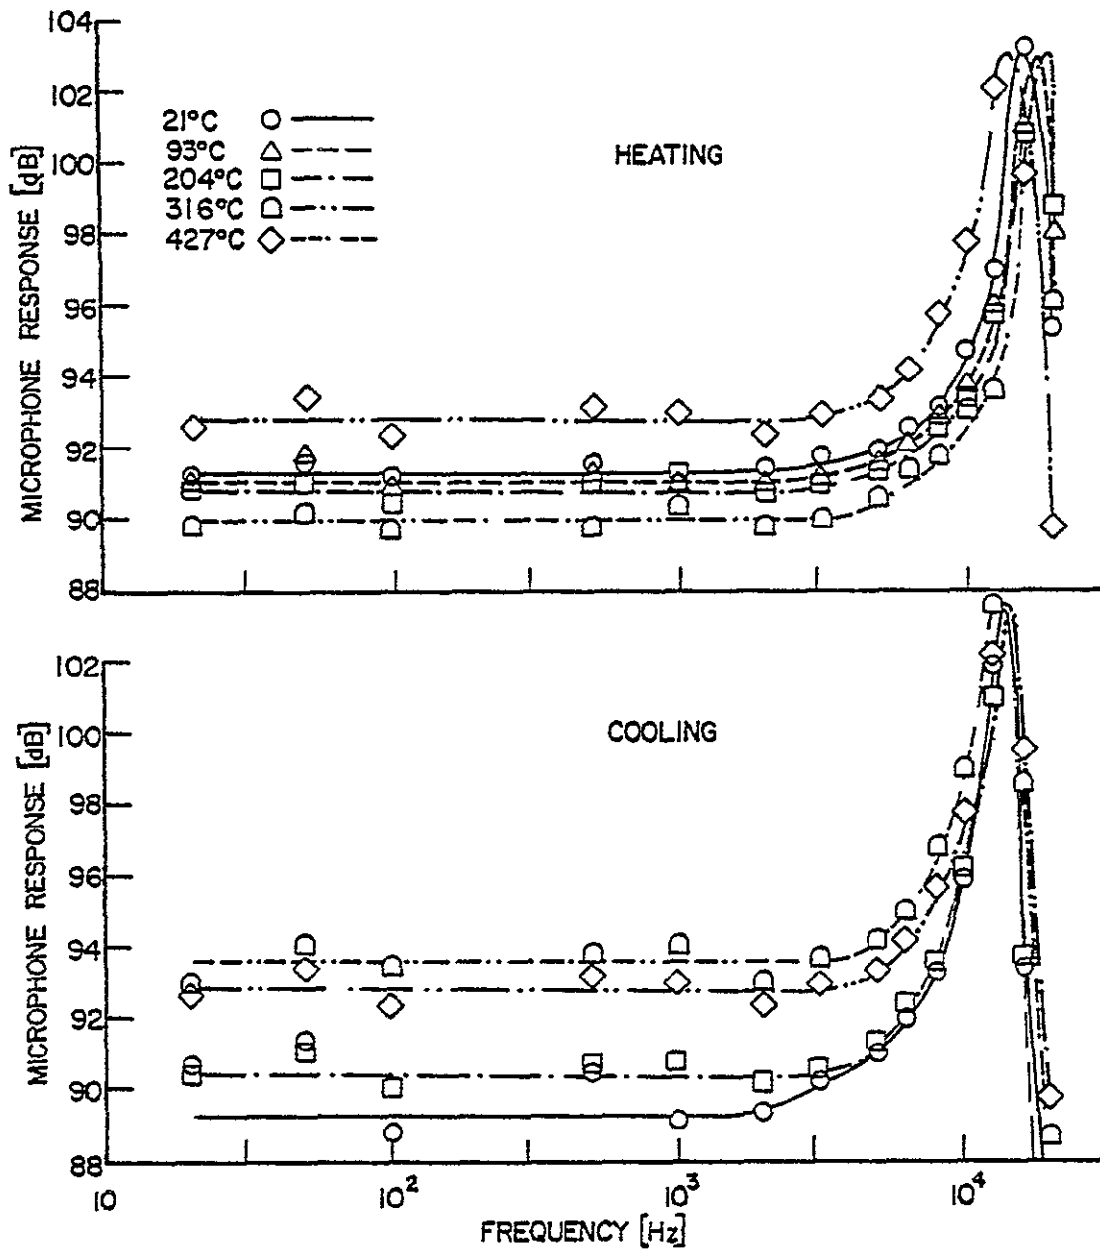 104
102
100
98
96
94
92
90
88
MICROPHONE RESPONSE [dB]
21°C
93°C
204°C
316°C
427°C
HEATING
102
100
98
96
94
92
90
88
MICROPHONE RESPONSE [dB]
COOLING
10
10²
10³
10⁴
FREQUENCY [Hz]